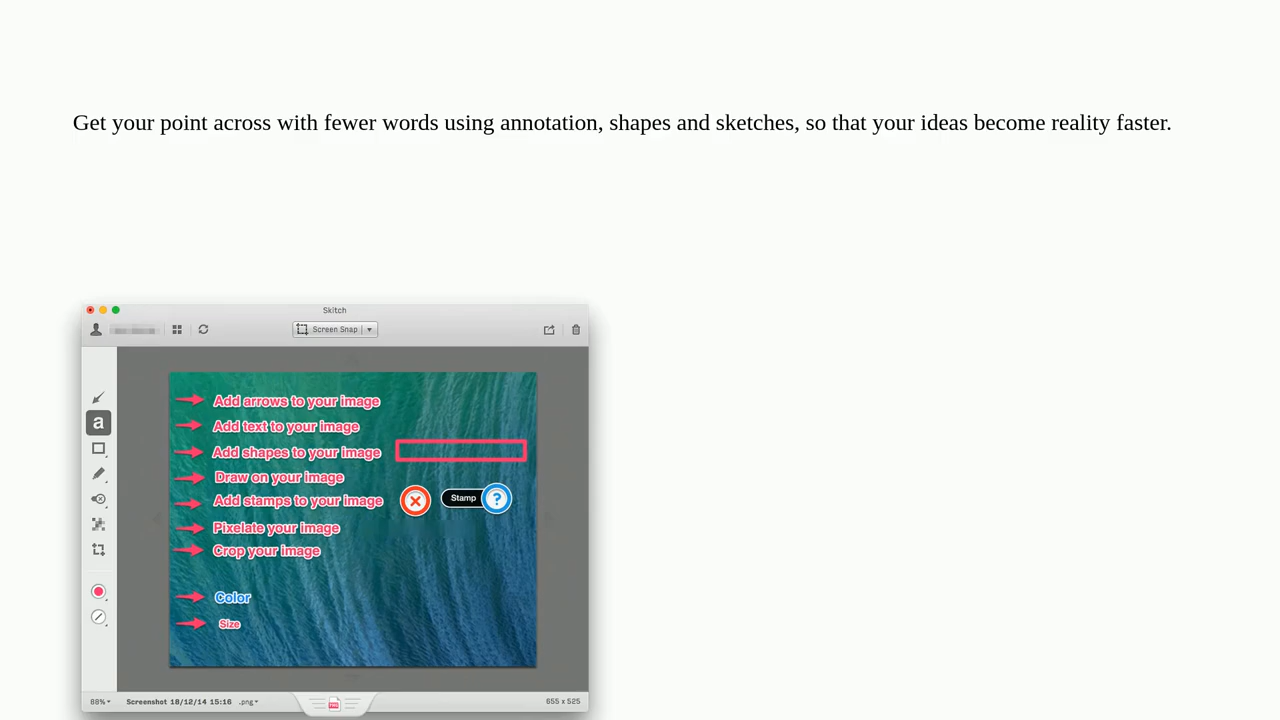 Get your point across with fewer words using annotation, shapes and sketches, so that your ideas become reality faster.
Skitch
Screen Snap
a
Add arrows to your image
Add text to your image
Add shapes to your image
Draw on your image
Add stamps to your image
Stamp ?
Pixelate your image
Crop your image
Color
Size
88% Screenshot 18/12/14 15:16 .png 655 x 525